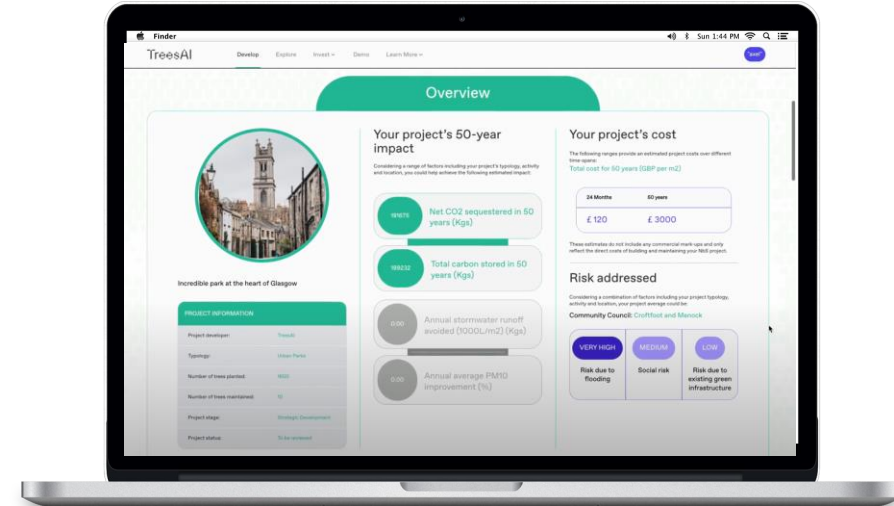 Finder
Sun 1:44 PM
TreesAI
Develop
Explore
Invest
Demo
Learn More
Overview
Incredible park at the heart of Glasgow
PROJECT INFORMATION
Project developer: TreesAI
Typology: Urban Parks
Number of trees planted:
Number of trees maintained: 10
Project stage: Strategic Development
Project status: To be
Your project's 50-year
impact
Considering a range of factors including your project's typology, activity
and location, you could help achieve the following estimated impact:
Net CO2 sequestered in 50
years (Kgs)
Total carbon stored in 50
years (Kgs)
0.00
Annual stormwater runoff
avoided (1000L/m2) (Kgs)
0.00
Annual average PM10
improvement (%)
Your project's cost
The following ranges provide an estimated project costs over different
time-spans:
Total cost for 50 years (GBP per m2)
24 Months
50 years
£ 120
£ 3000
These estimates do not include any commercial mark-ups and only
reflect the direct costs of building and maintaining your NbS project.
Risk addressed
Considering a combination of factors including your project typology,
activity and location, your project average could be:
Community Council: Croftfoot and Menock
VERY HIGH
Risk due to
flooding
MEDIUM
Social risk
LOW
Risk due to
existing green
infrastructure